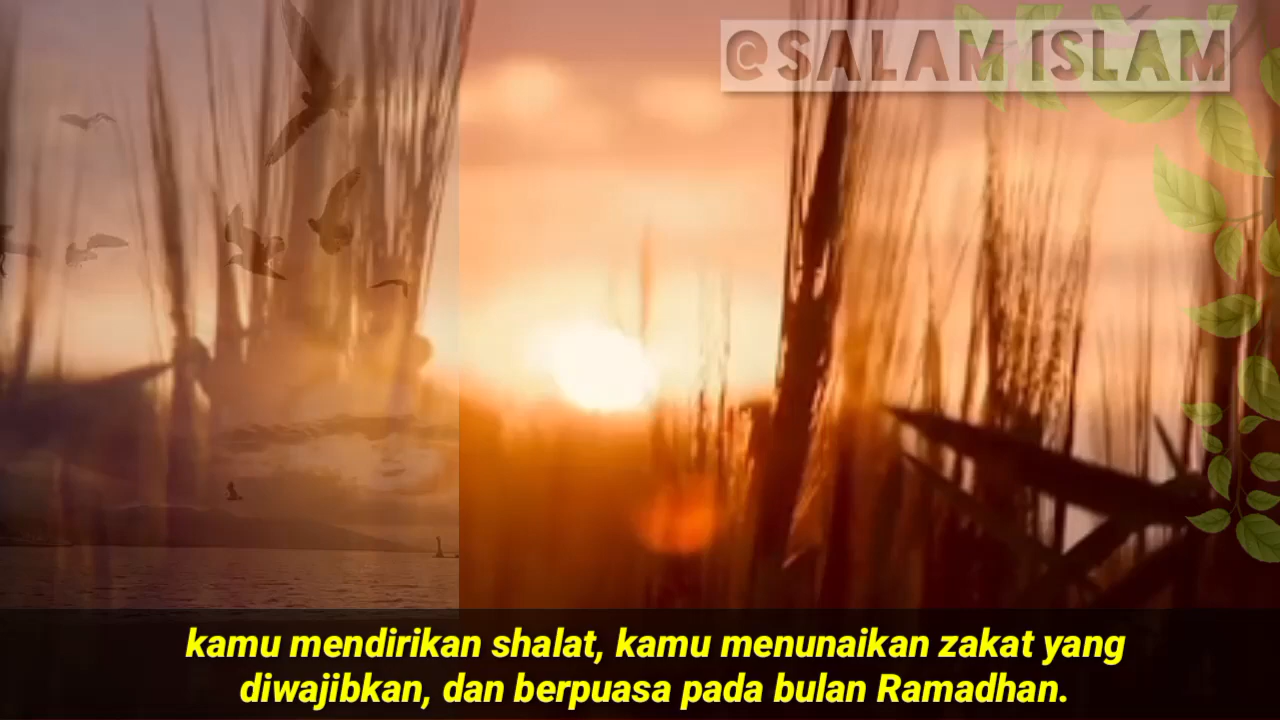 @SALAM ISLAM
kamu mendirikan shalat, kamu menunaikan zakat yang
diwajibkan, dan berpuasa pada bulan Ramadhan.